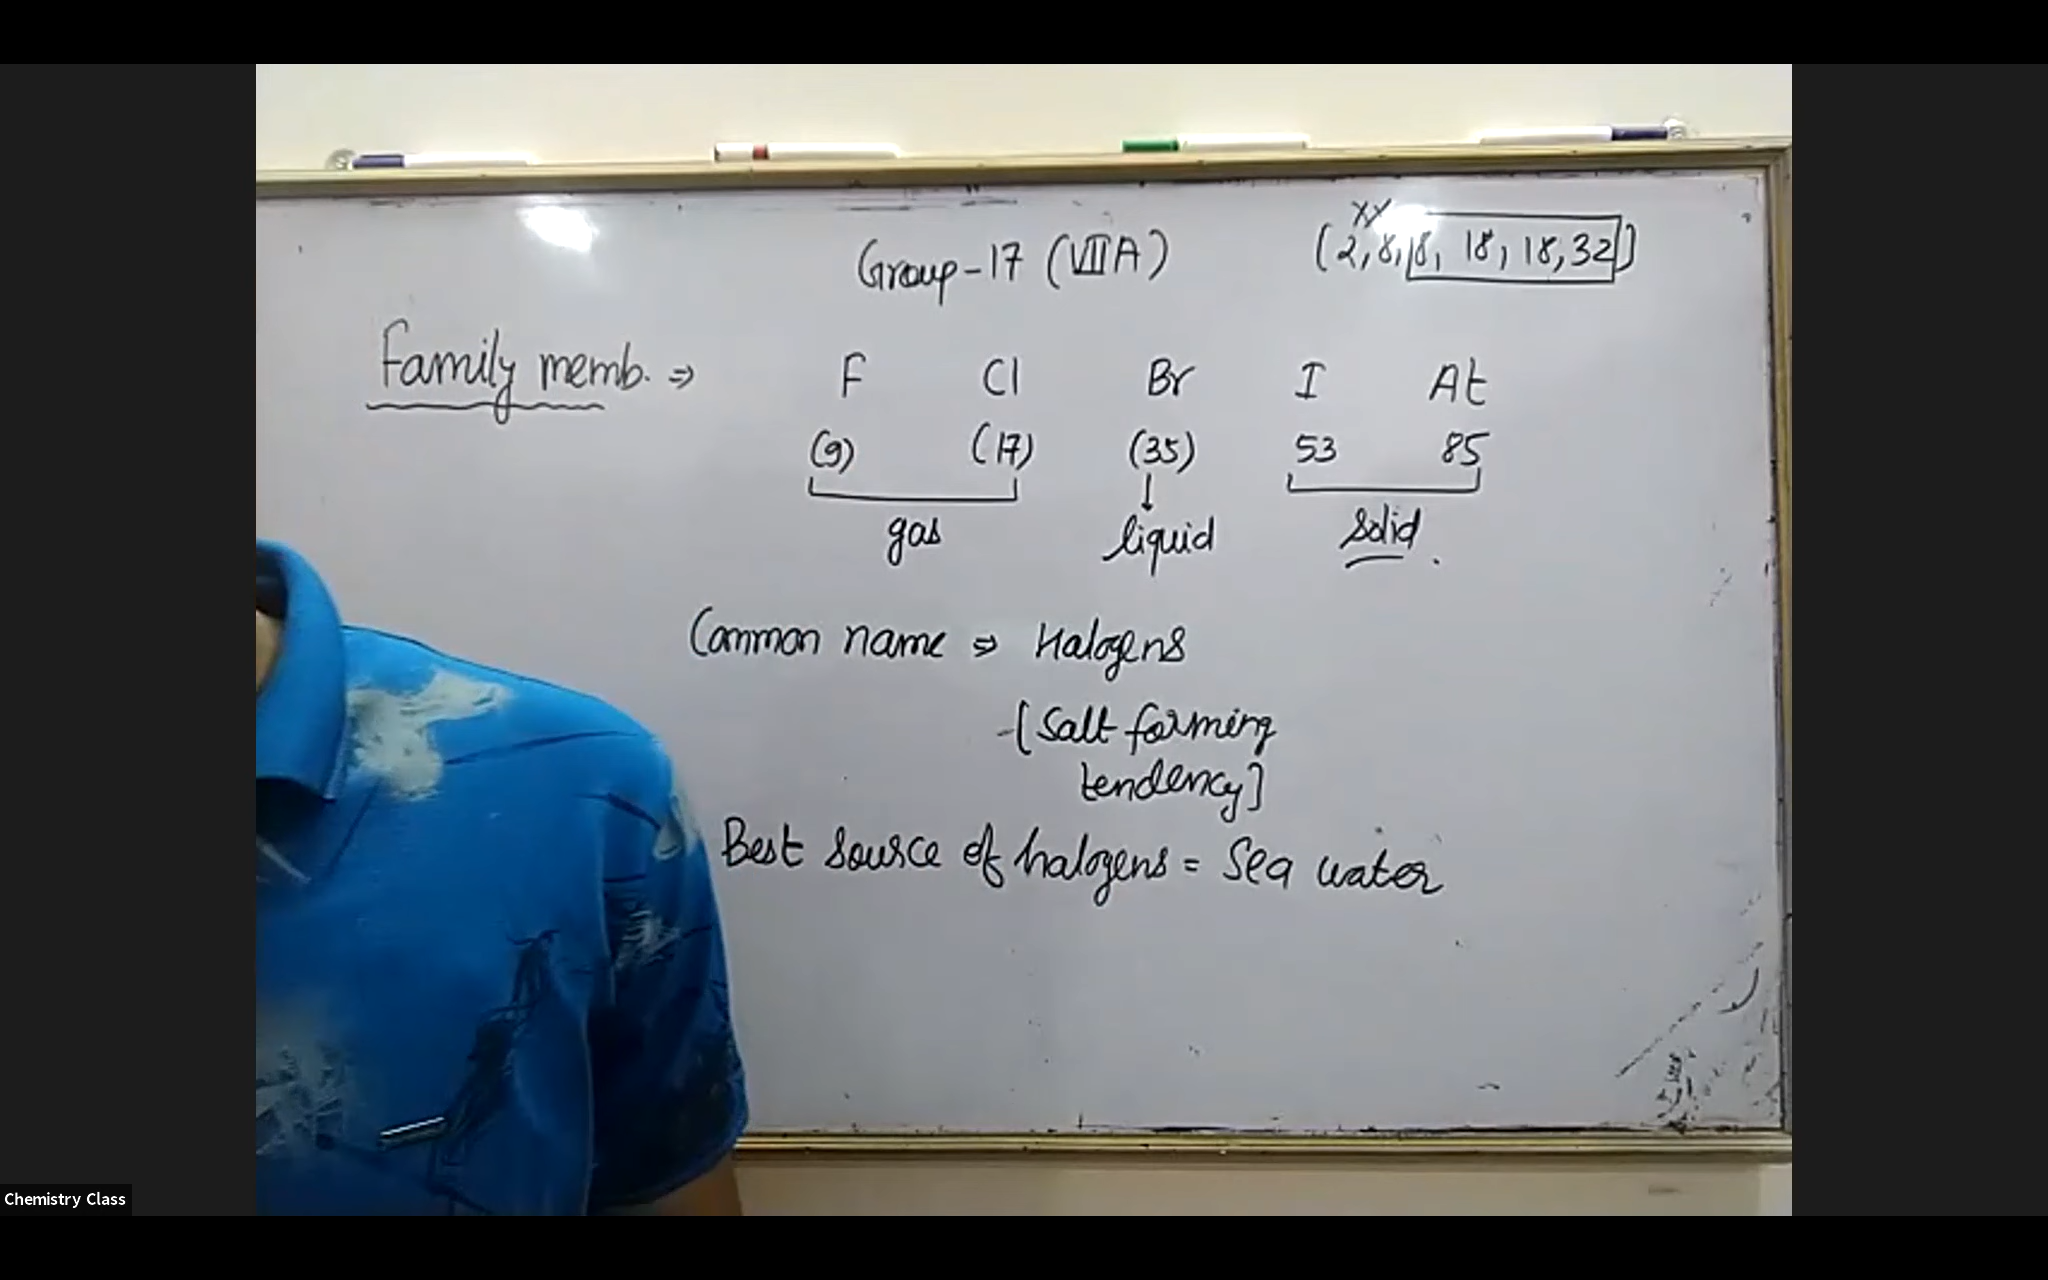 Group-17 (VIIA)
(2,8,8, 18, 18,32)
Family memb. ⇒ F Cl Br I At
(9) (17) (35) 53 85
gas liquid solid
Common name ⇒ Halogens
[Salt forming
tendency]
Best source of halogens = Sea water
Chemistry Class